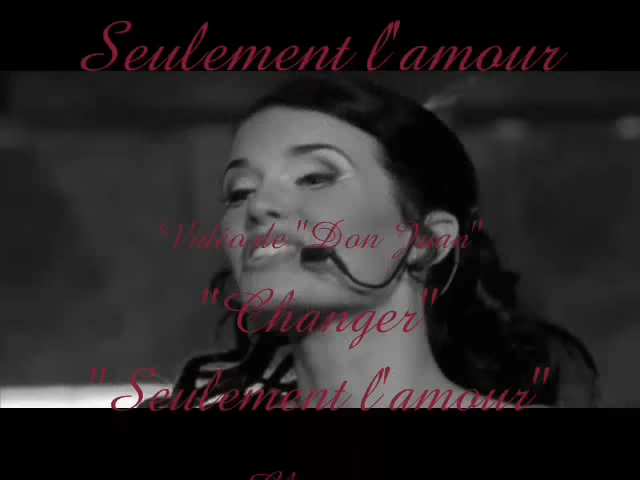 Seulement l'amour
Vidéo de "Don Juan"
"Changer"
"Seulement l'amour"